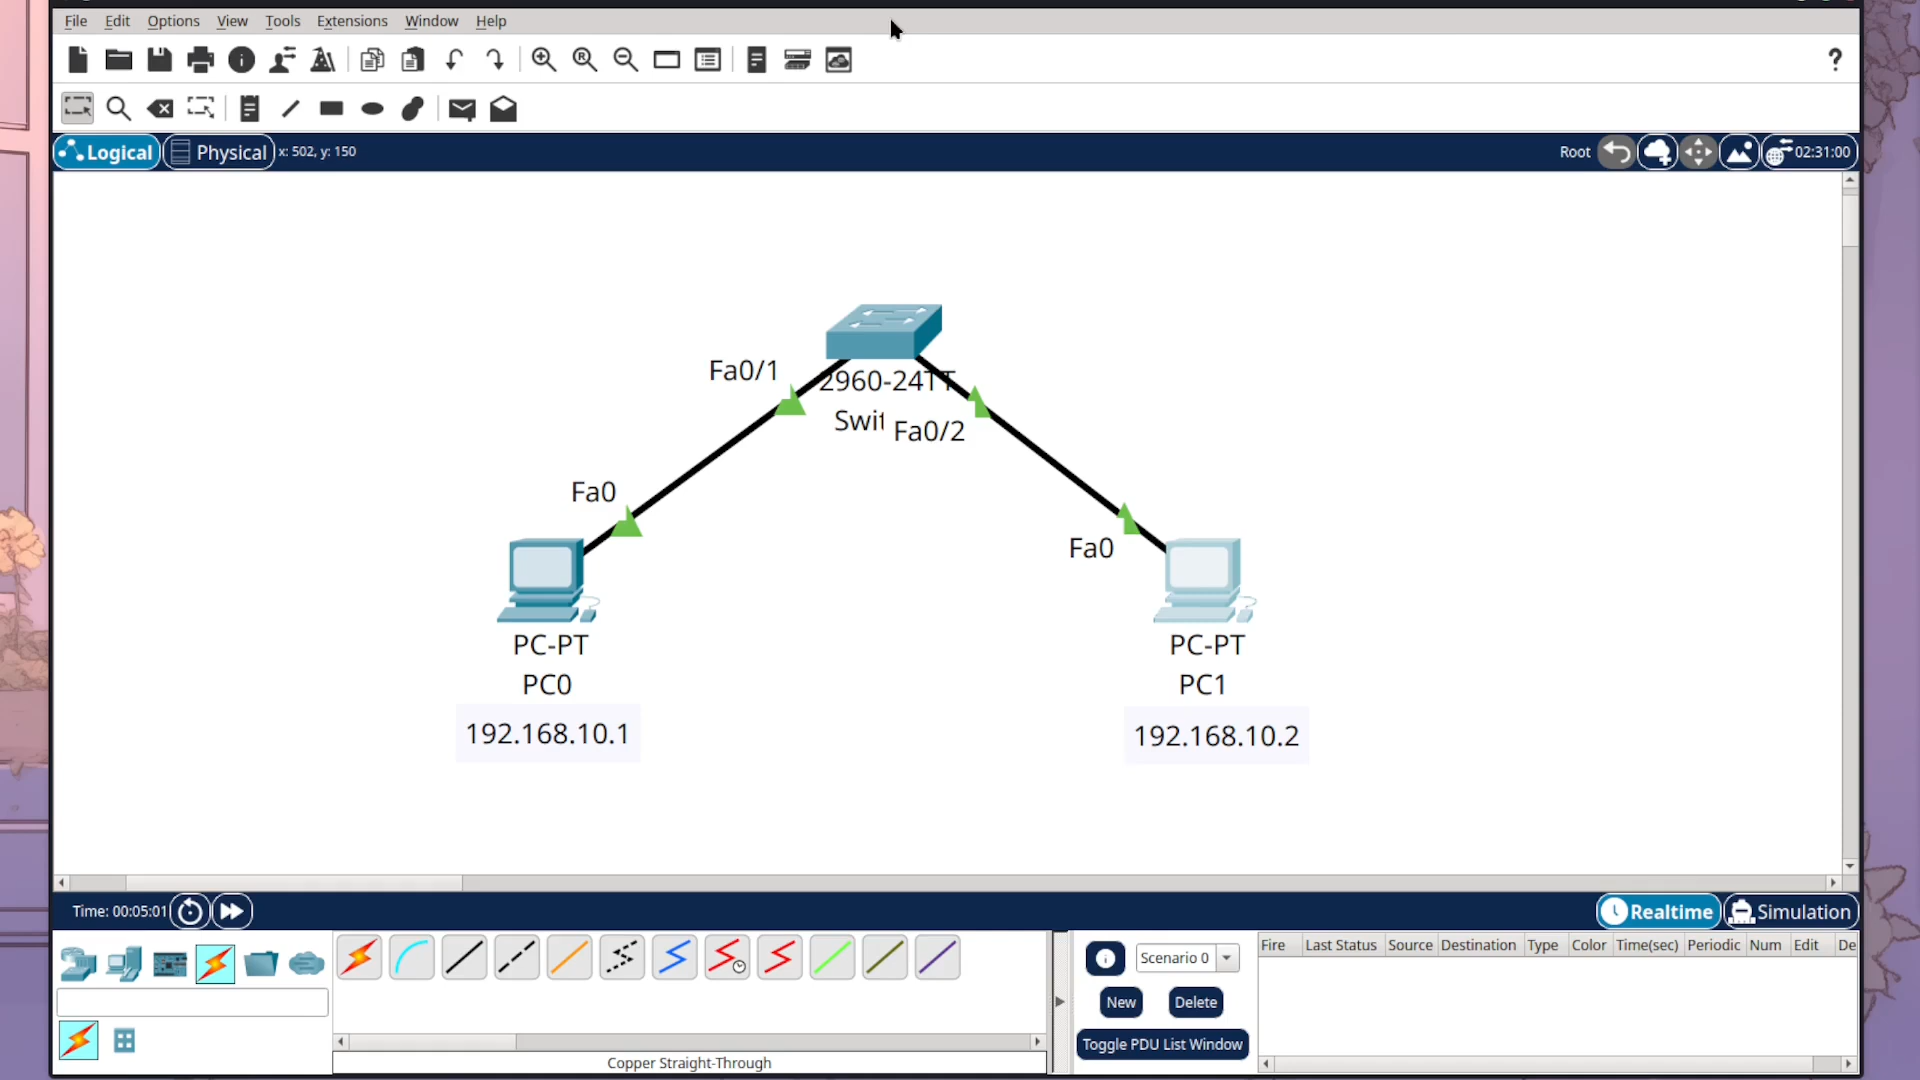 File Edit Options View Tools Extensions Window Help
?
Logical Physical x: 502, y: 150 Root 02:31:00
Fa0/1
2960-24TT
Swit Fa0/2
Fa0
Fa0
PC-PT
PC0
192.168.10.1
PC-PT
PC1
192.168.10.2
Time: 00:05:01 Realtime Simulation
Scenario 0
New Delete
Toggle PDU List Window
Fire Last Status Source Destination Type Color Time(sec) Periodic Num Edit De
Copper Straight-Through